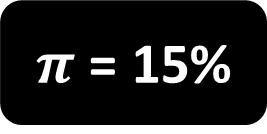 π = 15%